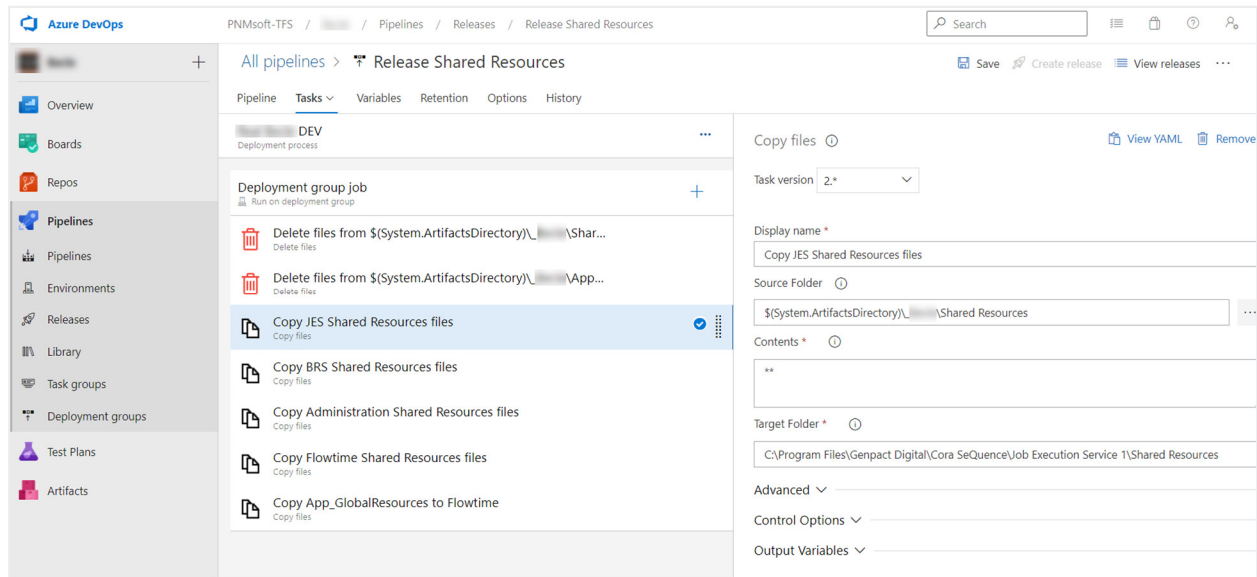 Azure DevOps
PNMsoft-TFS / / Pipelines / Releases / Release Shared Resources
Search
All pipelines > Release Shared Resources
Save
Create release
View releases
Overview
Boards
Repos
Pipelines
Pipelines
Environments
Releases
Library
Task groups
Deployment groups
Test Plans
Artifacts
Pipeline
Tasks
Variables
Retention
Options
History
DEV
Deployment process
Deployment group job
Run on deployment group
Delete files from $(System.ArtifactsDirectory)\_ \Shar...
Delete files
Delete files from $(System.ArtifactsDirectory)\_ \App...
Delete files
Copy JES Shared Resources files
Copy files
Copy BRS Shared Resources files
Copy files
Copy Administration Shared Resources files
Copy files
Copy Flowtime Shared Resources files
Copy files
Copy App_GlobalResources to Flowtime
Copy files
Copy files
View YAML
Remove
Task version 2.*
Display name *
Copy JES Shared Resources files
Source Folder
$(System.ArtifactsDirectory)\_ \Shared Resources
Contents *
**
Target Folder *
C:\Program Files\Genpact Digital\Cora SeQuence\Job Execution Service 1\Shared Resources
Advanced
Control Options
Output Variables